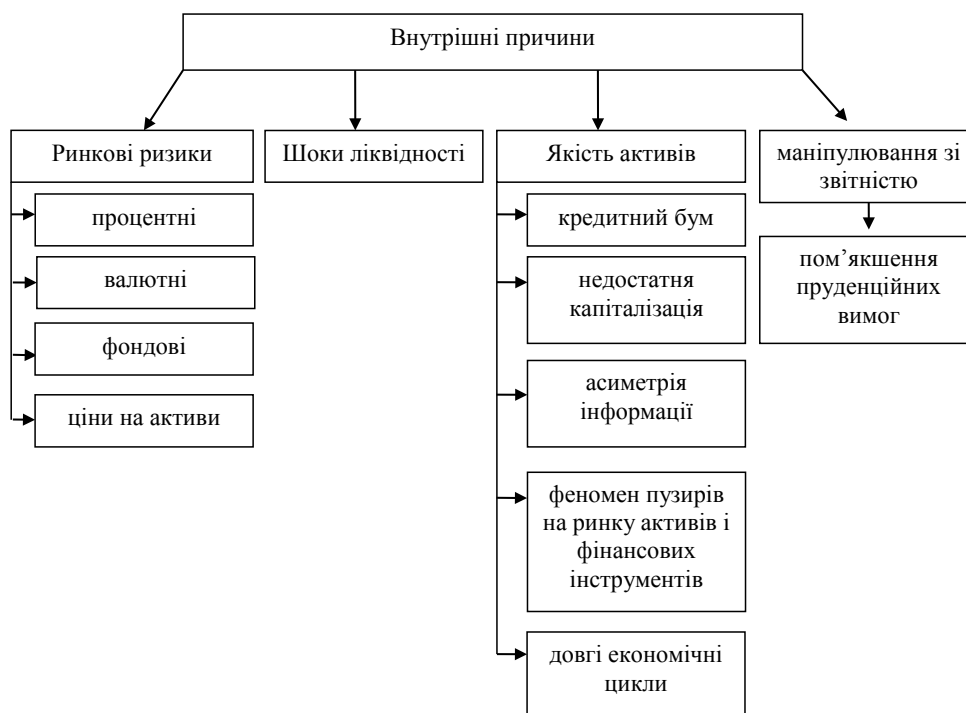 Внутрішні причини
Ринкові ризики
процентні
валютні
фондові
ціни на активи
Шоки ліквідності
Якість активів
кредитний бум
недостатня
капіталізація
асиметрія
інформації
феномен пузирів
на ринку активів і
фінансових
інструментів
довгі економічні
цикли
маніпулювання зі
звітністю
пом’якшення
пруденційних
вимог